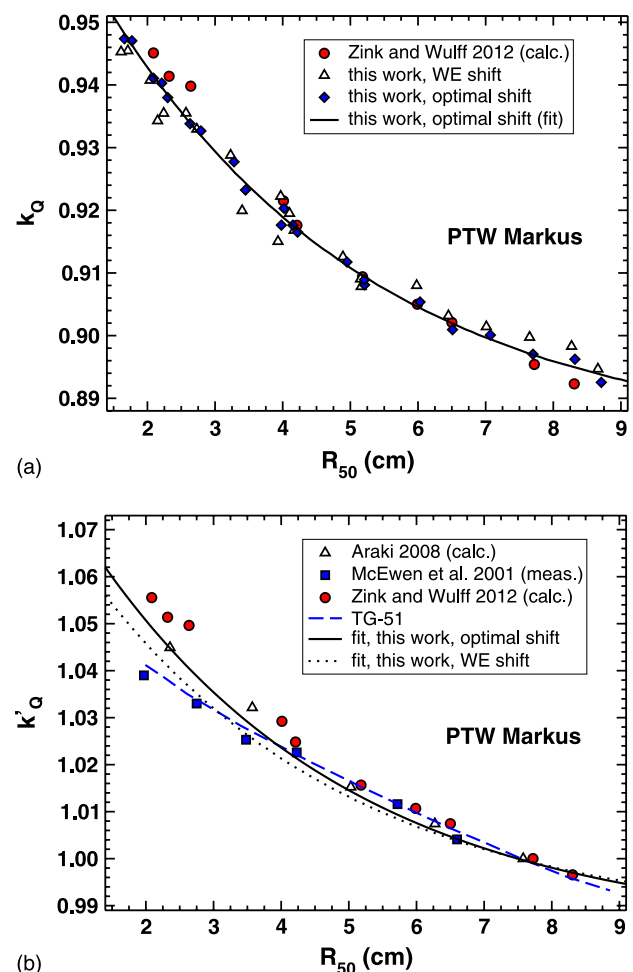 0.95
0.94
0.93
0.92
0.91
0.90
0.89
k_Q
Zink and Wulff 2012 (calc.)
this work, WE shift
this work, optimal shift
this work, optimal shift (fit)
PTW Markus
2 3 4 5 6 7 8 9
(a)
R_50 (cm)
1.07
1.06
1.05
1.04
1.03
1.02
1.01
1.00
0.99
k'_Q
Araki 2008 (calc.)
McEwen et al. 2001 (meas.)
Zink and Wulff 2012 (calc.)
TG-51
fit, this work, optimal shift
fit, this work, WE shift
PTW Markus
2 3 4 5 6 7 8 9
(b)
R_50 (cm)